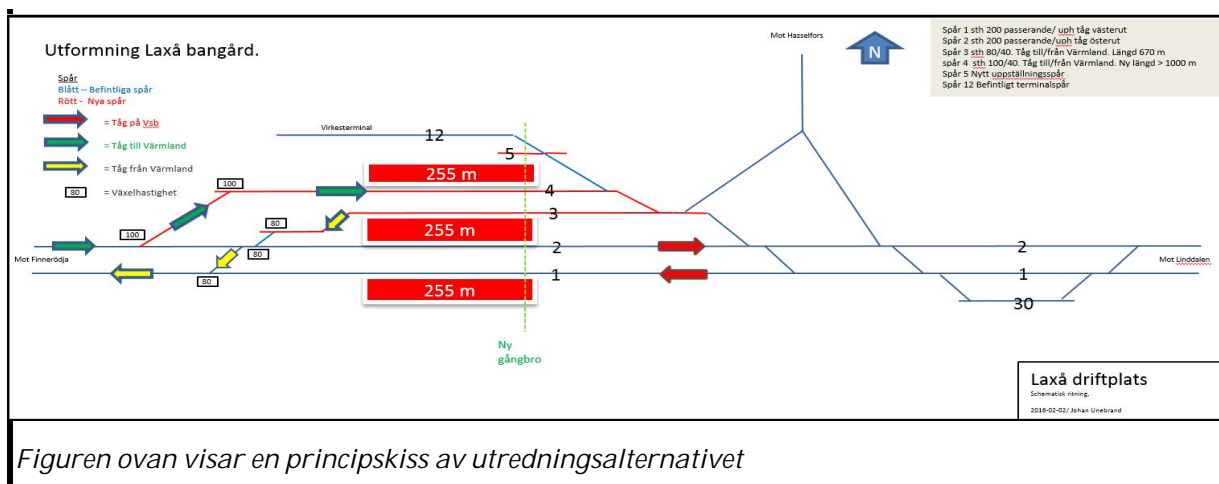 Utformning Laxå bangård.
Spår
Blått – Befintliga spår
Rött - Nya spår
= Tåg på Vsb
= Tåg till Värmland
= Tåg från Värmland
80 = Växelhastighet
Spår 1 sth 200 passerande/ uph tåg västerut
Spår 2 sth 200 passerande/uph tåg österut
Spår 3 sth 80/40. Tåg till/från Värmland. Längd 670 m
spår 4 sth 100/40. Tåg till/från Värmland. Ny längd > 1000 m
Spår 5 Nytt uppställningsspår
Spår 12 Befintligt terminalspår
Mot Hasselfors
N
Virkesterminal
12
5
255 m
100
4
3
80
255 m
100
2
80
2
Mot Finnerödja
1
1
Mot Linddalen
80
255 m
30
Ny
gångbro
Laxå driftplats
Schematisk ritning,
2016-02-02/ Johan Unebrand
Figuren ovan visar en principskiss av utredningsalternativet